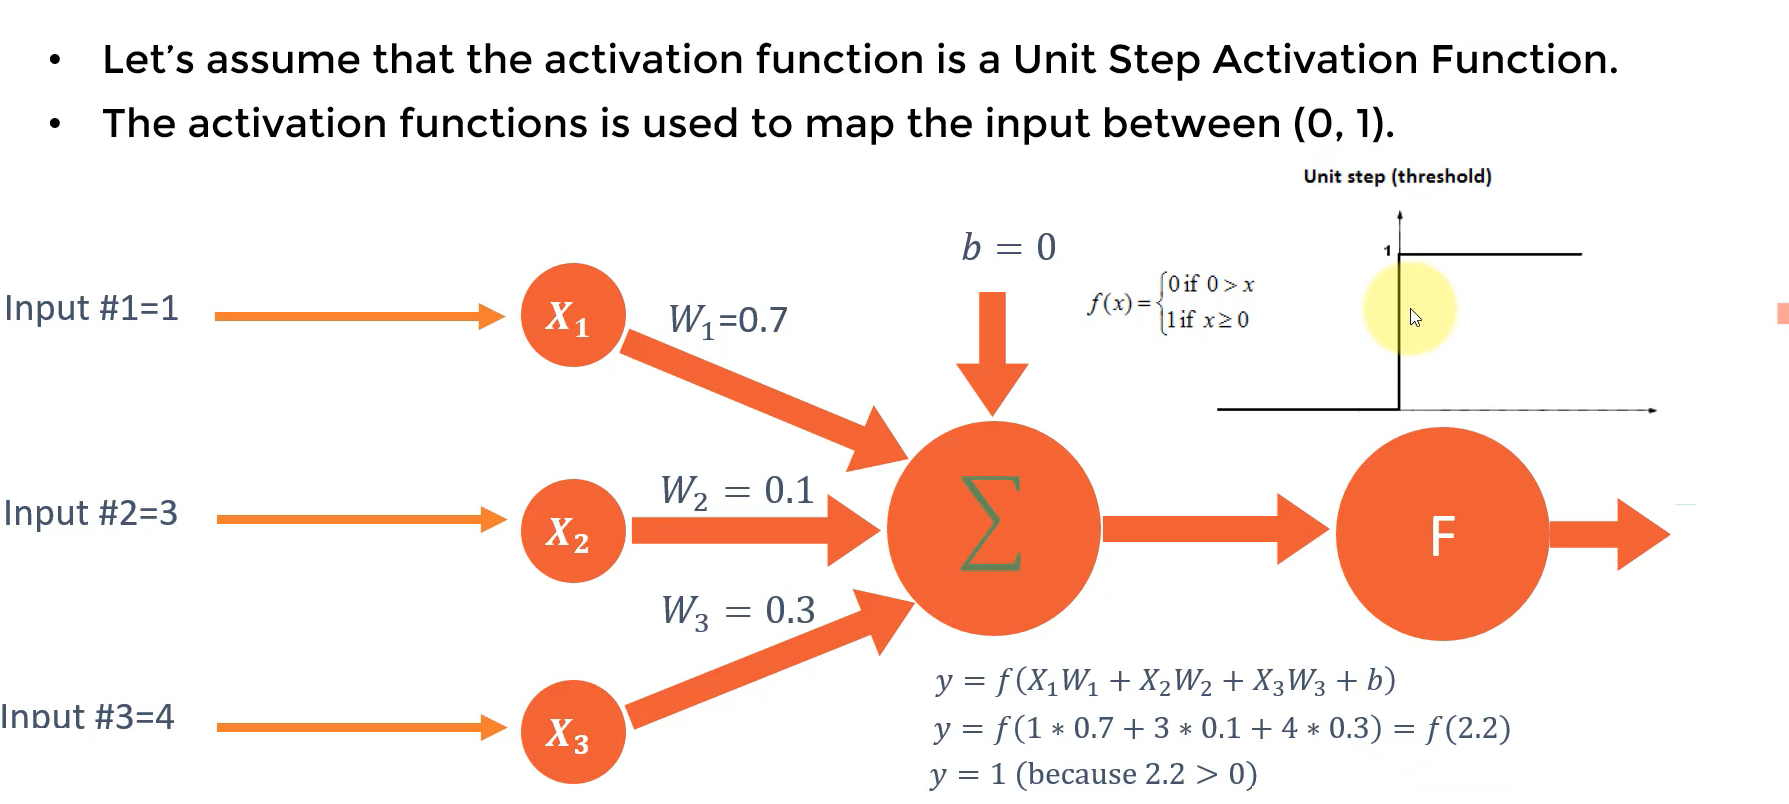 • Let's assume that the activation function is a Unit Step Activation Function.
• The activation functions is used to map the input between (0, 1).
Unit step (threshold)
b = 0
1
f(x) = {0 if 0 > x
1 if x ≥ 0
Input #1=1
X₁
W₁=0.7
Input #2=3
X₂
W₂ = 0.1
∑
F
W₃ = 0.3
Input #3=4
X₃
y = f(X₁W₁ + X₂W₂ + X₃W₃ + b)
y = f(1 ∗ 0.7 + 3 ∗ 0.1 + 4 ∗ 0.3) = f(2.2)
y = 1 (because 2.2 > 0)